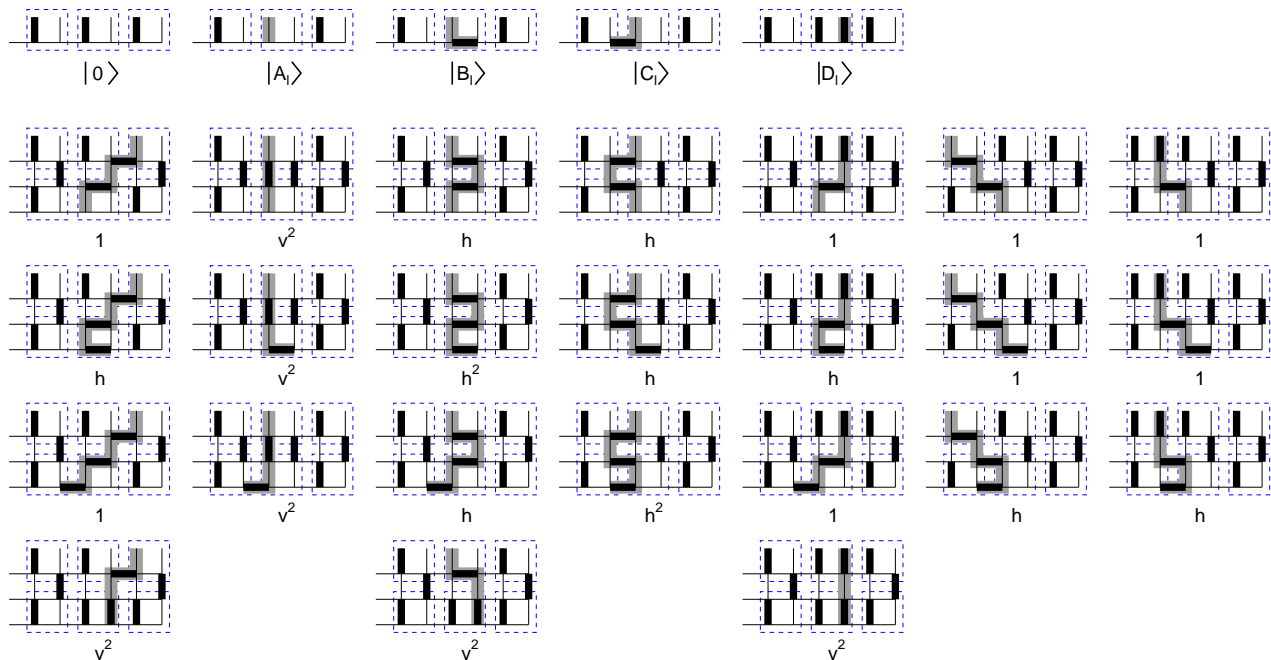 |0⟩ |A_l⟩ |B_l⟩ |C_l⟩ |D_l⟩
1 v² h h 1 1 1
h v² h² h h 1 1
1 v² h h² 1 h h
v² v² v²